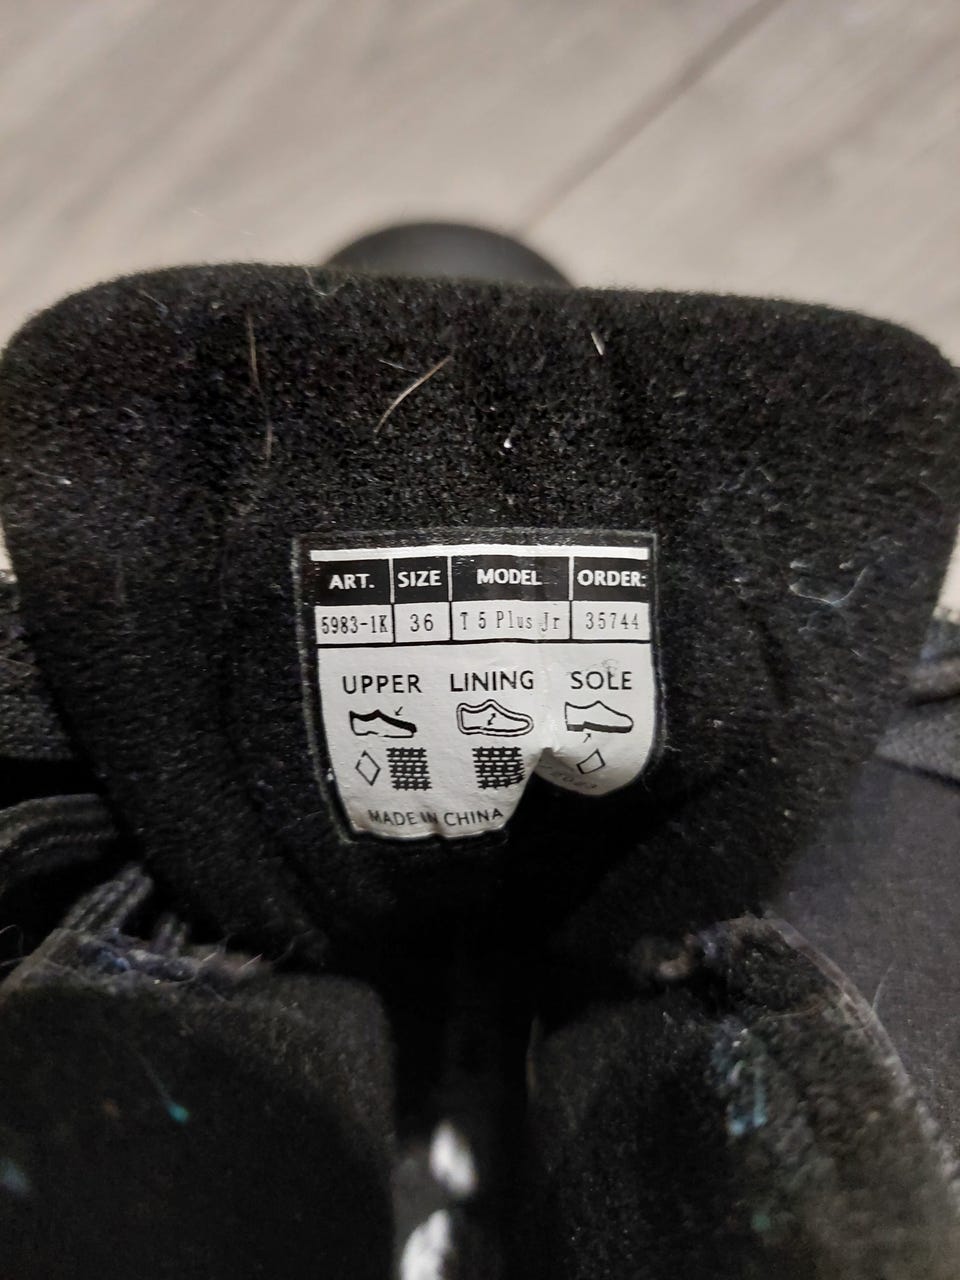 ART. SIZE MODEL ORDER:
5983-1K 36 T 5 Plus Jr 35744
UPPER LINING SOLE
MADE IN CHINA